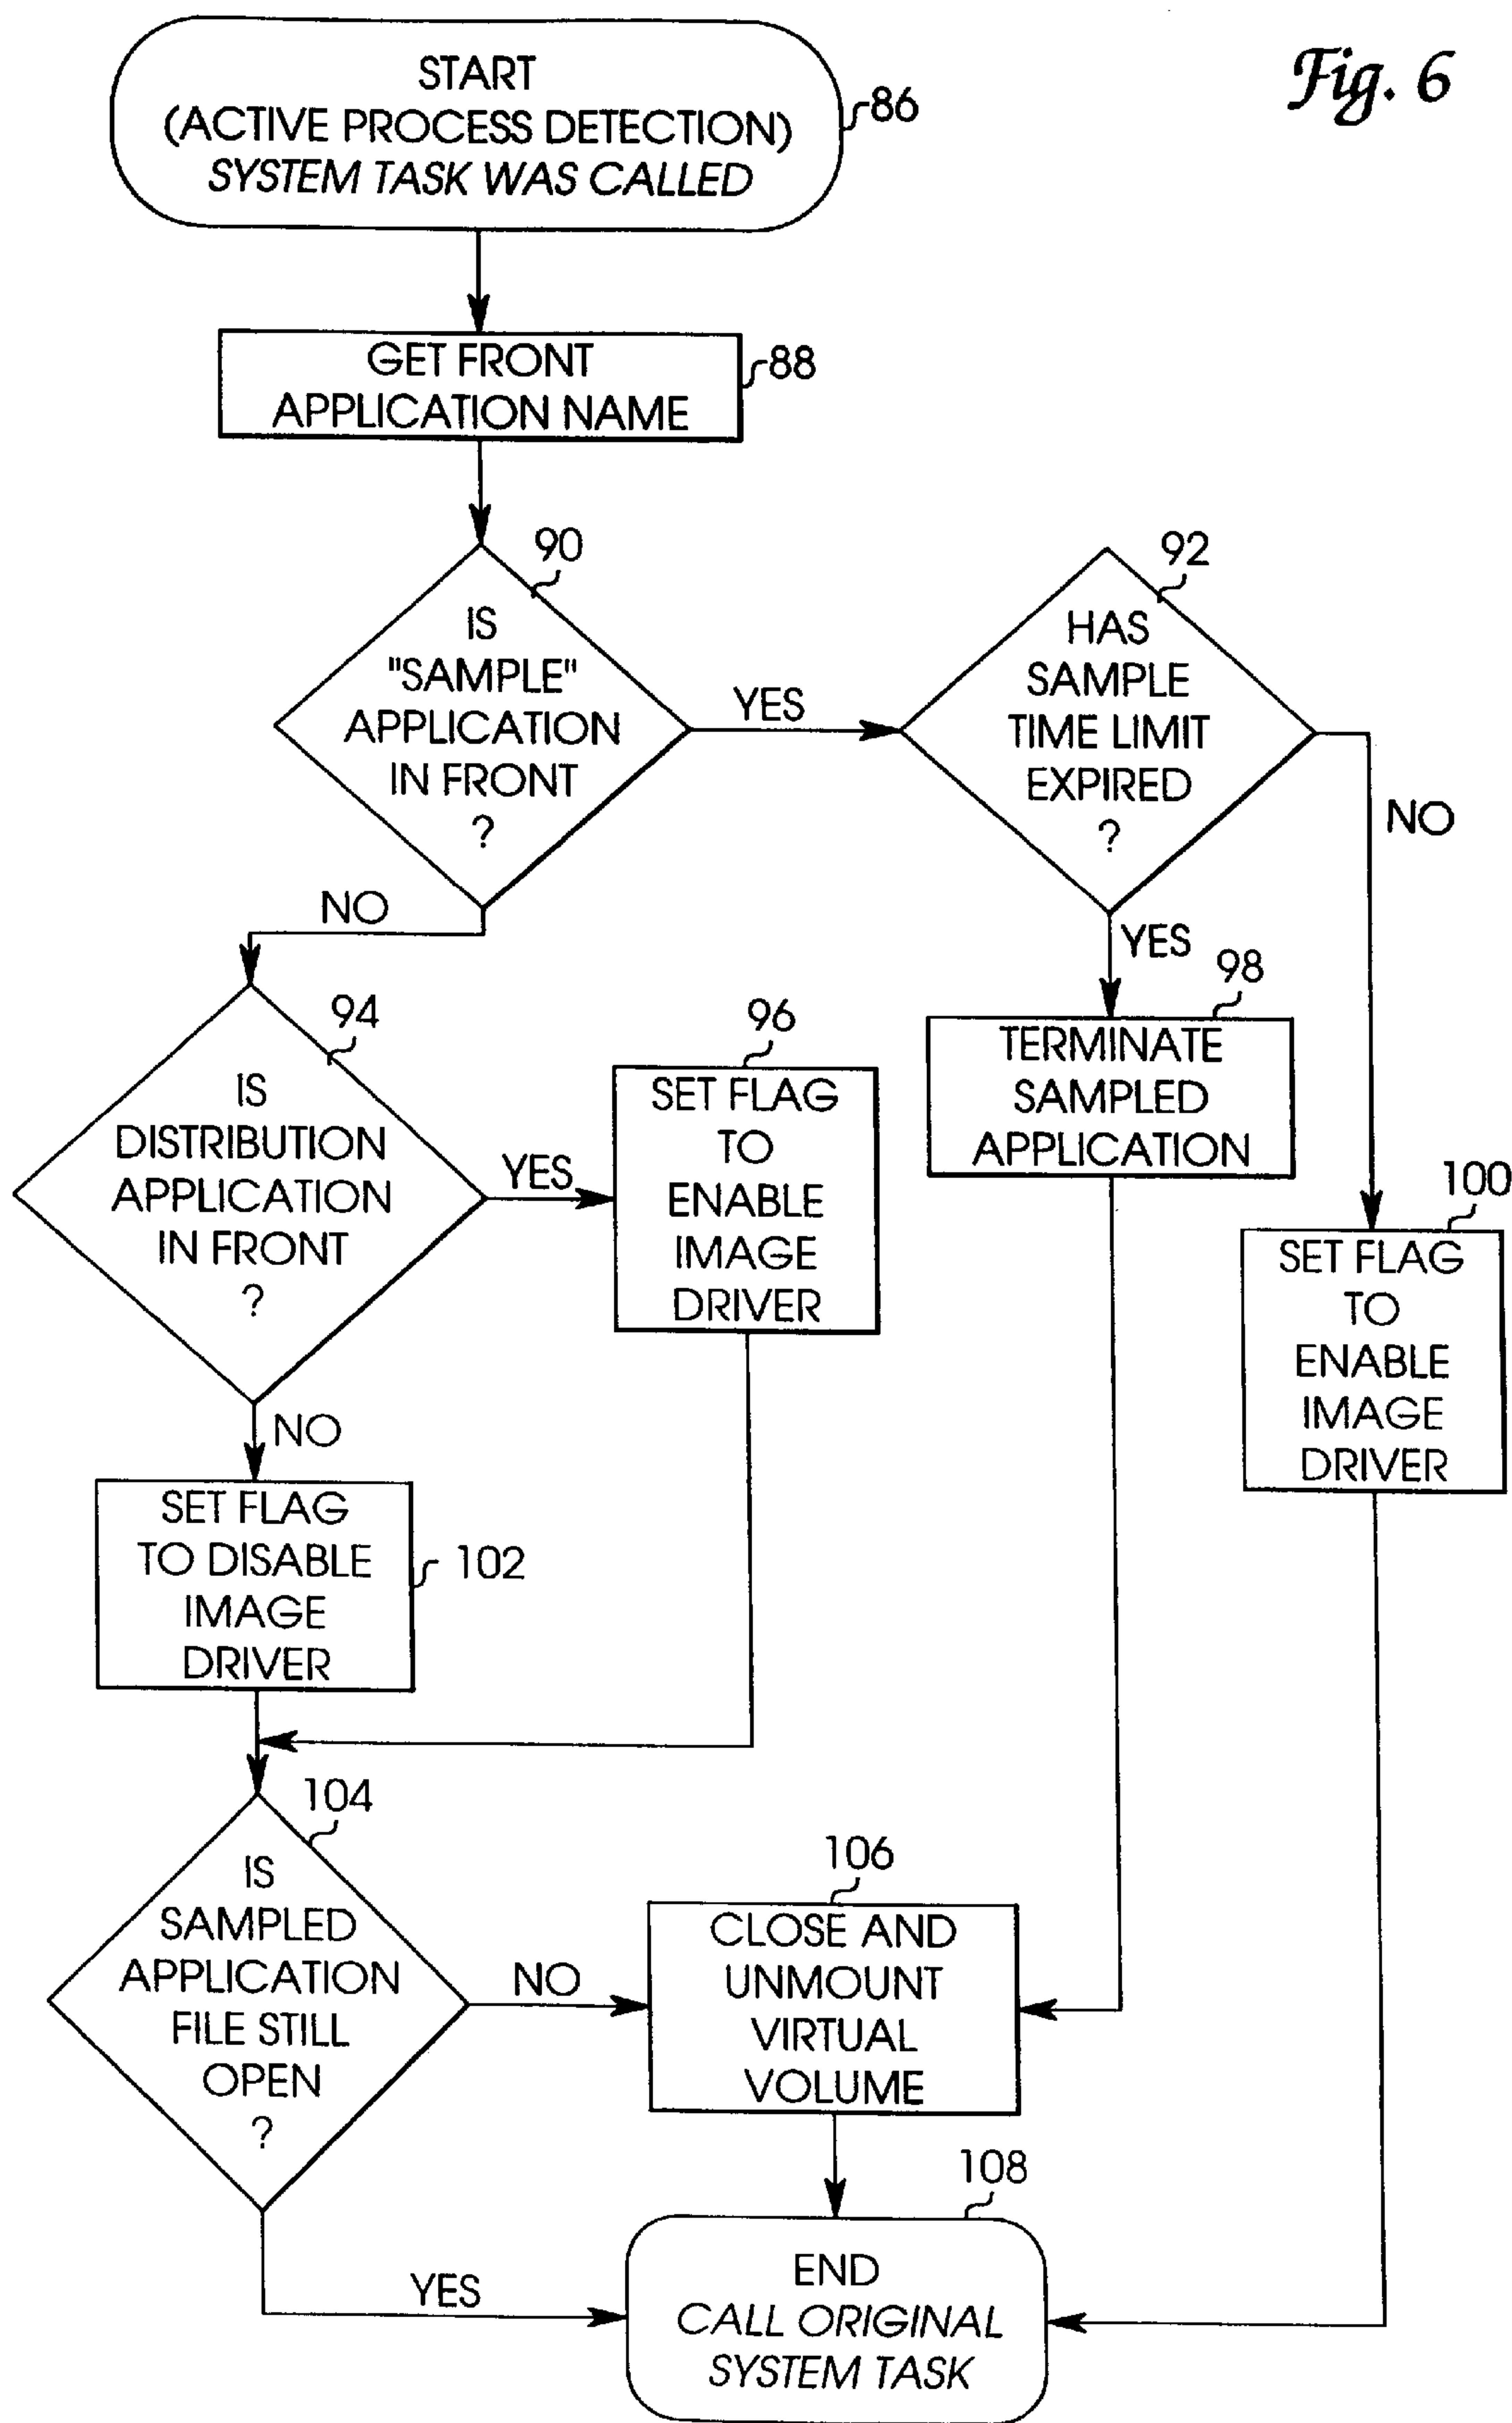 Fig. 6
START
(ACTIVE PROCESS DETECTION)
SYSTEM TASK WAS CALLED
86
GET FRONT
APPLICATION NAME
88
90
IS
"SAMPLE"
APPLICATION
IN FRONT
?
YES
NO
92
HAS
SAMPLE
TIME LIMIT
EXPIRED
?
NO
YES
94
IS
DISTRIBUTION
APPLICATION
IN FRONT
?
YES
NO
96
SET FLAG
TO
ENABLE
IMAGE
DRIVER
98
TERMINATE
SAMPLED
APPLICATION
100
SET FLAG
TO
ENABLE
IMAGE
DRIVER
SET FLAG
TO DISABLE
IMAGE
DRIVER
102
104
IS
SAMPLED
APPLICATION
FILE STILL
OPEN
?
NO
YES
106
CLOSE AND
UNMOUNT
VIRTUAL
VOLUME
108
END
CALL ORIGINAL
SYSTEM TASK